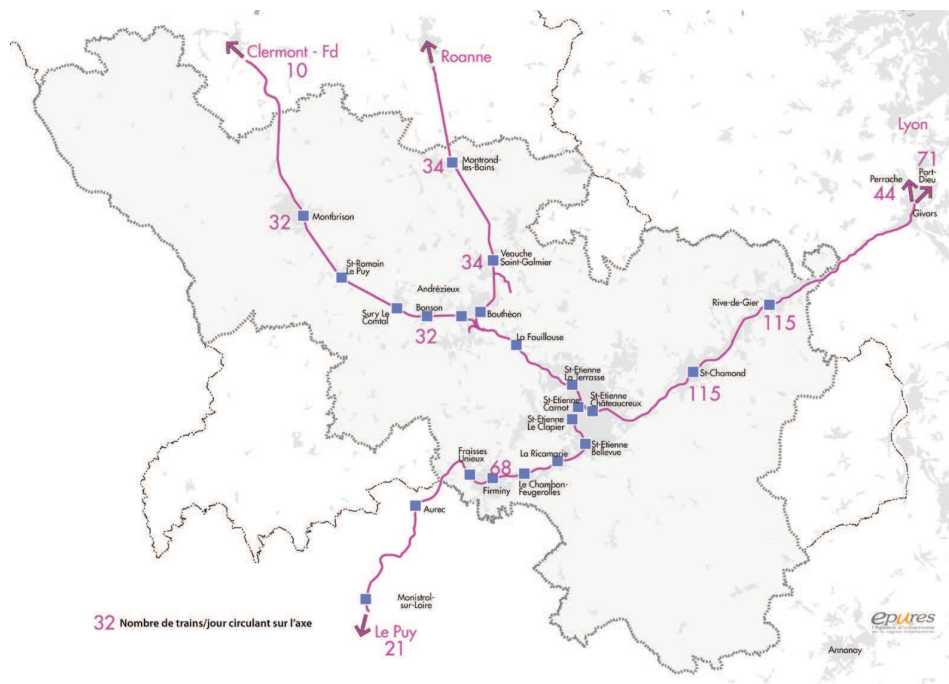 Clermont - Fd
10
Roanne
Lyon
71
Part-
Dieu
Perrache
44
Givors
34
Montrond-
les-Bains
32
Montbrison
St-Romain
Le Puy
34
Veauche
Saint-Galmier
Andrézieux
Sury Le
Comtal
Bonson
32
Bouthéon
La Fouillouse
Rive-de-Gier
115
St-Etienne
La Terrasse
St-Chamond
115
St-Etienne
Carnot
St-Etienne
Châteaucreux
St-Etienne
Le Clapier
St-Etienne
Bellevue
Fraisses
Unieux
68
La Ricamarie
Firminy
Le Chambon-
Feugerolles
Aurec
Monistrol-
sur-Loire
32 Nombre de trains/jour circulant sur l'axe
Le Puy
21
epures
Annonay